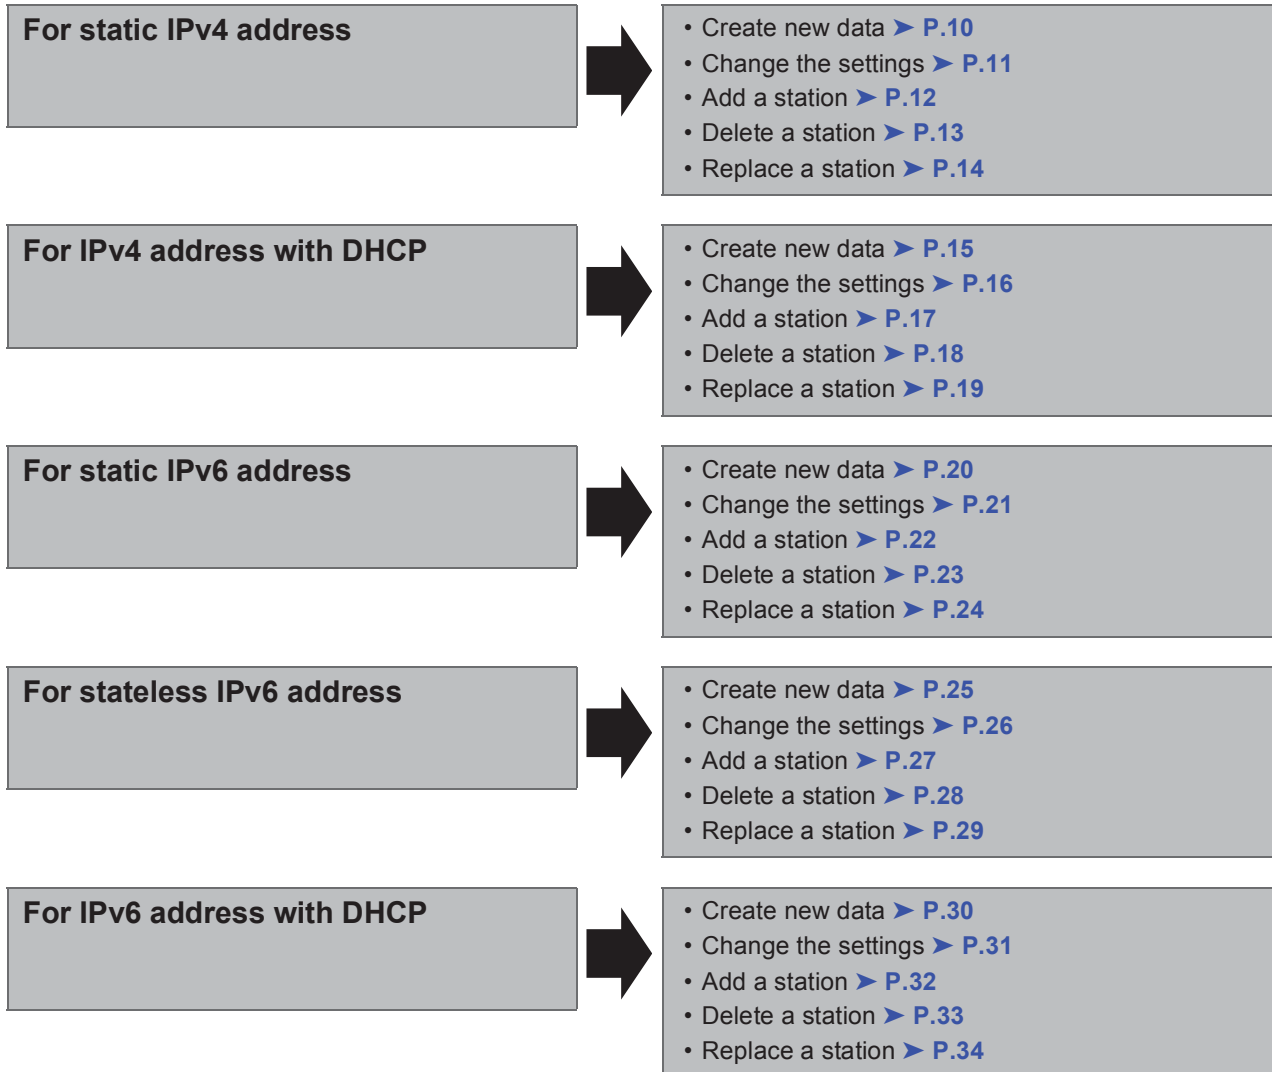 For static IPv4 address
• Create new data ➤ P.10
• Change the settings ➤ P.11
• Add a station ➤ P.12
• Delete a station ➤ P.13
• Replace a station ➤ P.14
For IPv4 address with DHCP
• Create new data ➤ P.15
• Change the settings ➤ P.16
• Add a station ➤ P.17
• Delete a station ➤ P.18
• Replace a station ➤ P.19
For static IPv6 address
• Create new data ➤ P.20
• Change the settings ➤ P.21
• Add a station ➤ P.22
• Delete a station ➤ P.23
• Replace a station ➤ P.24
For stateless IPv6 address
• Create new data ➤ P.25
• Change the settings ➤ P.26
• Add a station ➤ P.27
• Delete a station ➤ P.28
• Replace a station ➤ P.29
For IPv6 address with DHCP
• Create new data ➤ P.30
• Change the settings ➤ P.31
• Add a station ➤ P.32
• Delete a station ➤ P.33
• Replace a station ➤ P.34